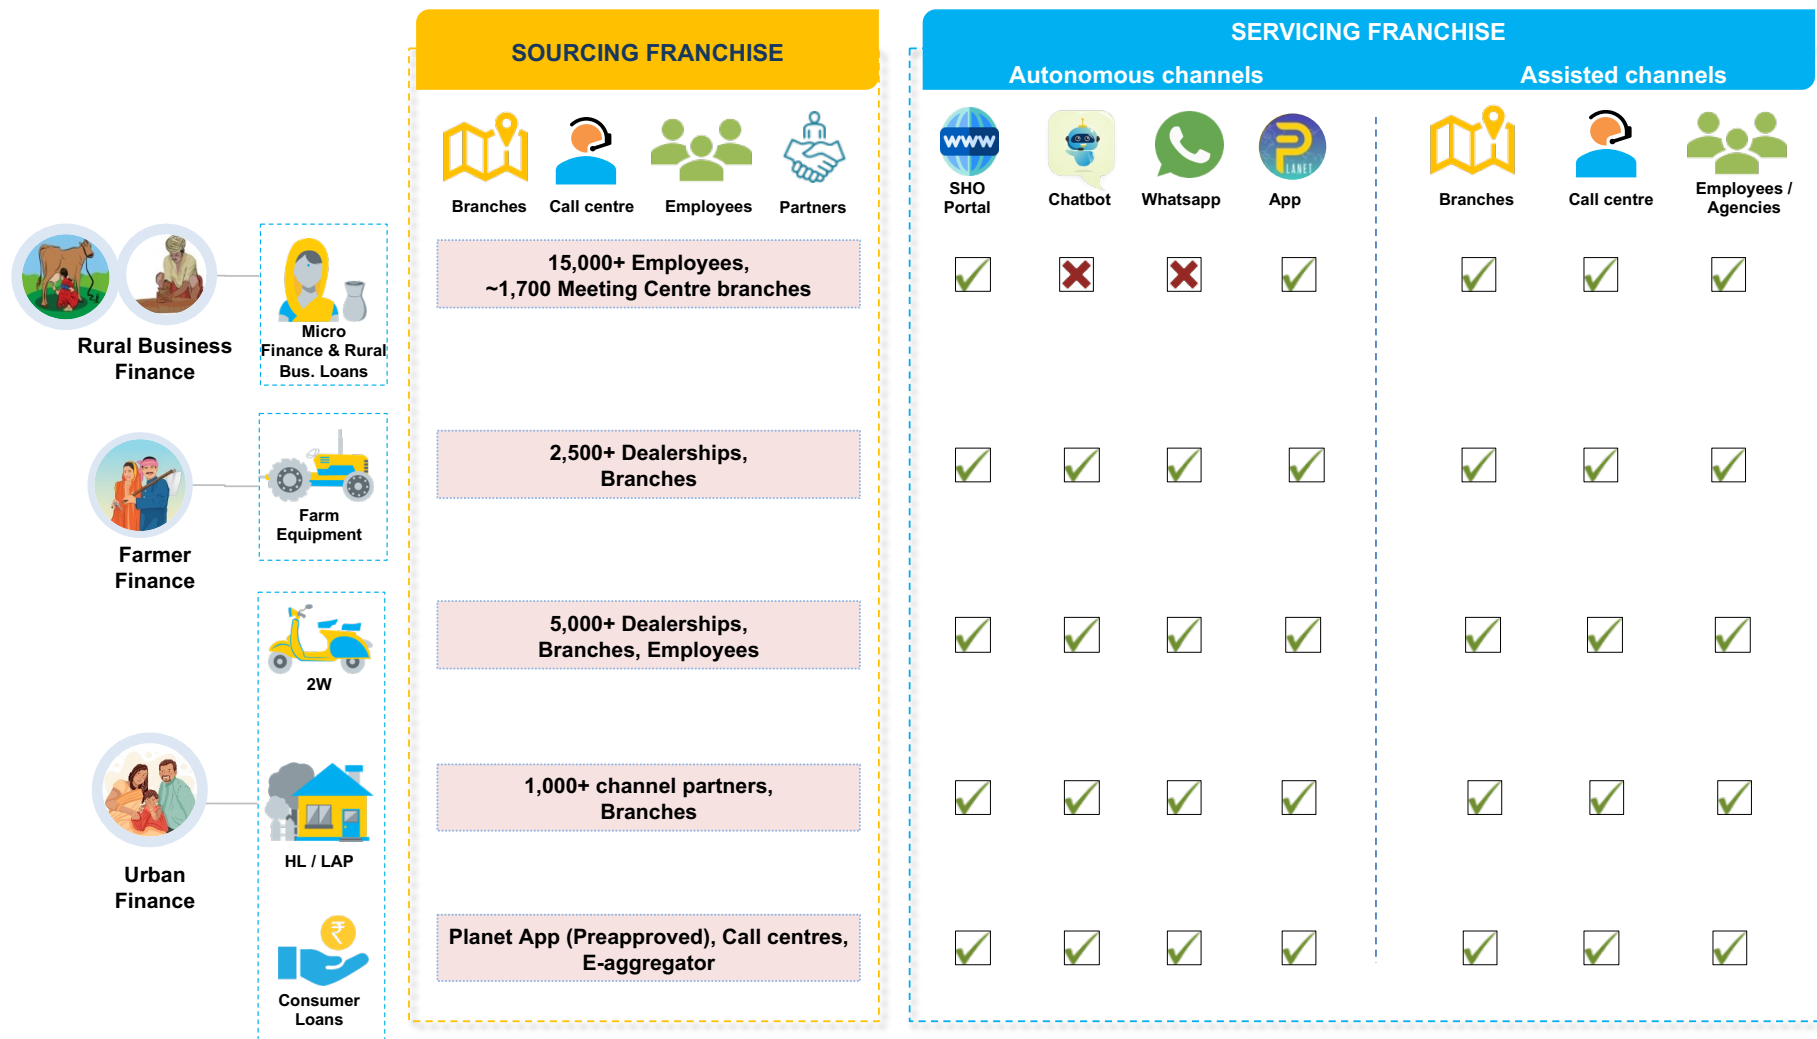 SOURCING FRANCHISE
SERVICING FRANCHISE
Autonomous channels
Assisted channels
Branches
Call centre
Employees
Partners
www
SHO
Portal
Chatbot
Whatsapp
P
LANET
App
Branches
Call centre
Employees /
Agencies
Rural Business
Finance
Micro
Finance & Rural
Bus. Loans
15,000+ Employees,
~1,700 Meeting Centre branches
Farmer
Finance
Farm
Equipment
2,500+ Dealerships,
Branches
2W
5,000+ Dealerships,
Branches, Employees
Urban
Finance
HL / LAP
1,000+ channel partners,
Branches
₹
Consumer
Loans
Planet App (Preapproved), Call centres,
E-aggregator